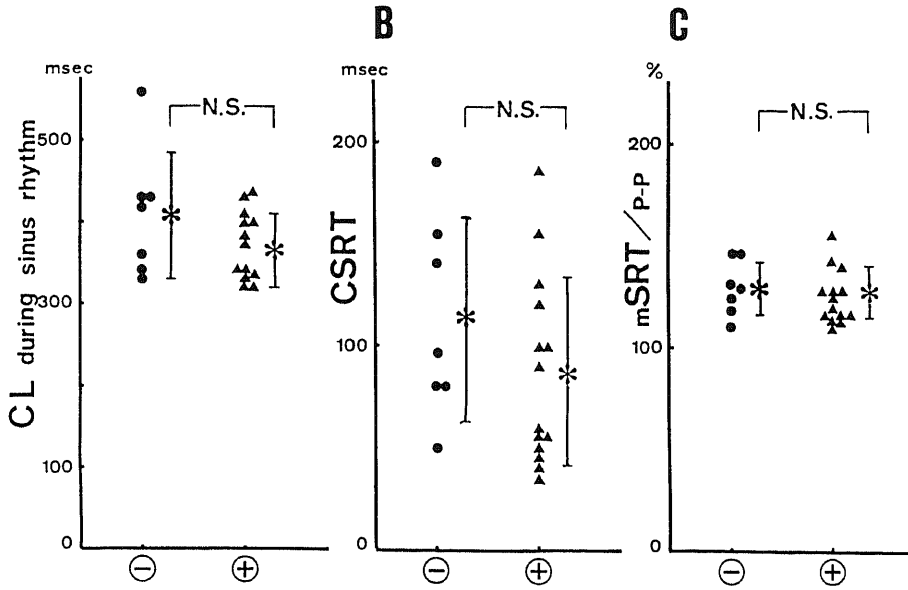 B
C
msec
msec
%
N.S.
N.S.
N.S.
500
300
100
0
CL during sinus rhythm
200
100
0
CSRT
200
100
0
mSRT/P-P
⊖
⊕
⊖
⊕
⊖
⊕